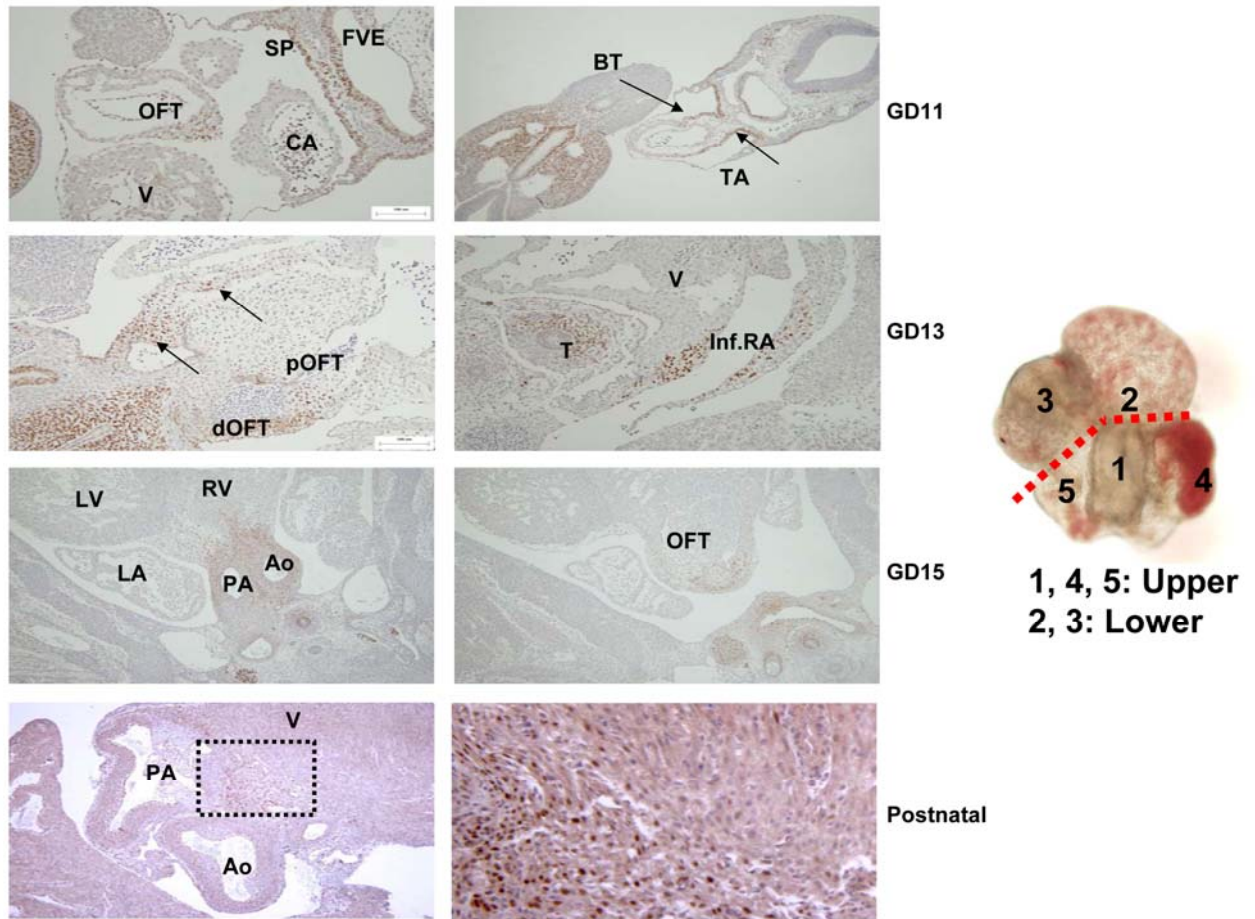 SP
FVE
OFT
CA
V
BT
TA
GD11
pOFT
dOFT
V
T
Inf.RA
GD13
LV
RV
LA
PA
Ao
OFT
GD15
V
PA
Ao
Postnatal
3
2
1
5
4
1, 4, 5: Upper
2, 3: Lower